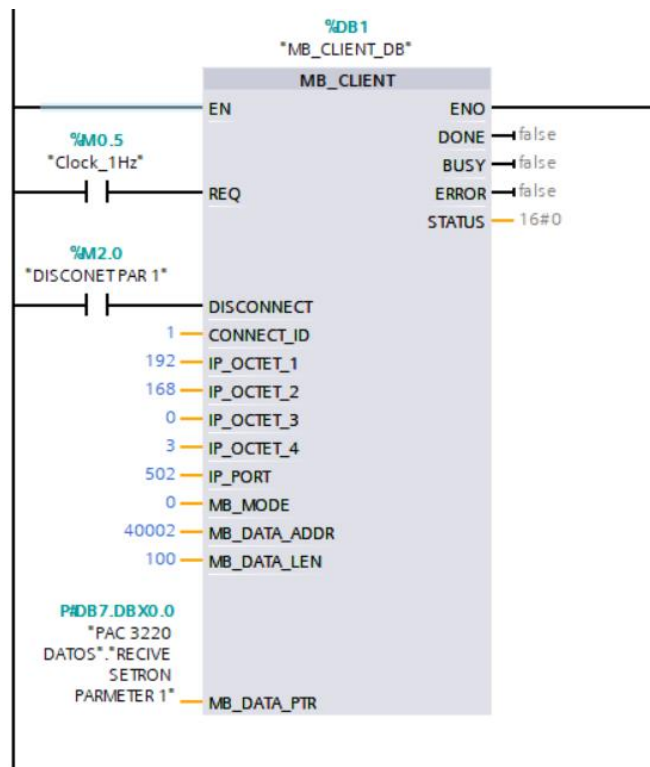 %DB1
"MB_CLIENT_DB"
MB_CLIENT
EN
ENO
DONE
false
%M0.5
BUSY
false
"Clock_1Hz"
REQ
ERROR
false
STATUS
16#0
%M2.0
"DISCONET PAR 1"
DISCONNECT
1
CONNECT_ID
192
IP_OCTET_1
168
IP_OCTET_2
0
IP_OCTET_3
3
IP_OCTET_4
502
IP_PORT
0
MB_MODE
40002
MB_DATA_ADDR
100
MB_DATA_LEN
P#DB7.DBX0.0
"PAC 3220
DATOS"."RECIVE
SETRON
PARMETER 1"
MB_DATA_PTR